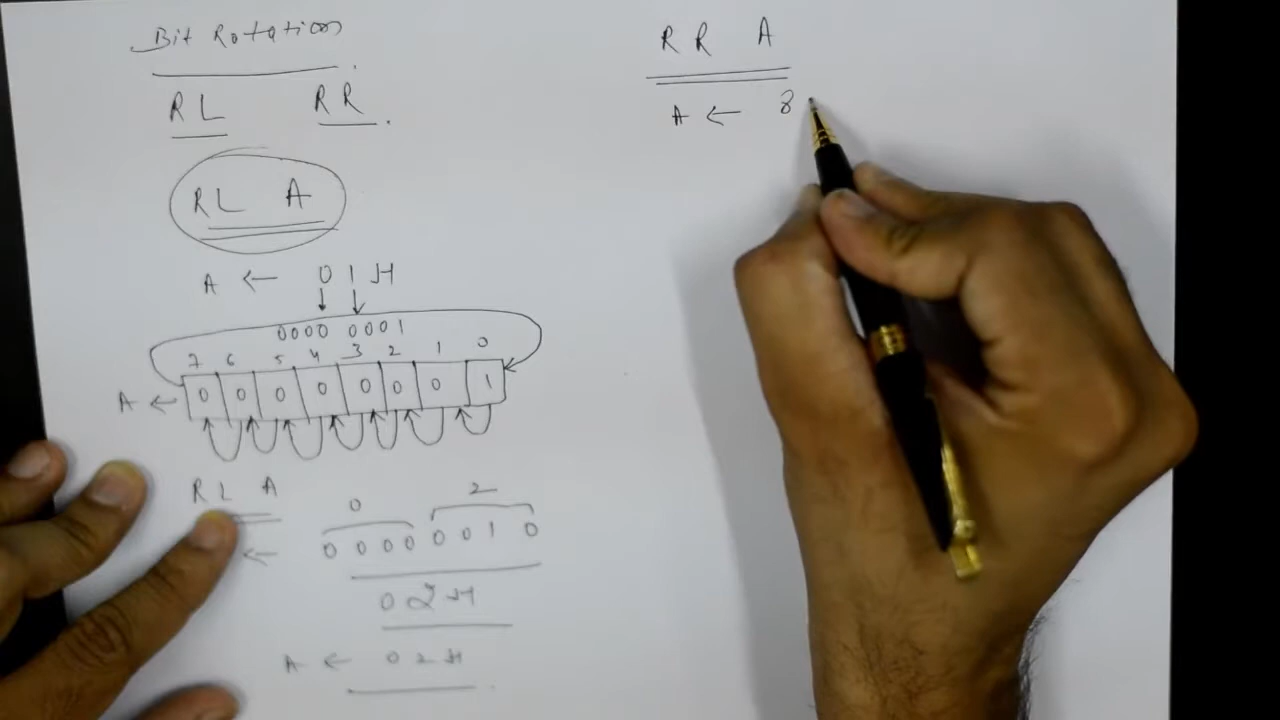 Bit Rotation
RL RR
RL A
A ← 01H
0000 0001
7 6 5 4 3 2 1 0
A ← 0 0 0 0 0 0 0 1
RL A
0 2
← 0 0 0 0 0 0 1 0
02H
A ← 02H
RR A
A ← 8